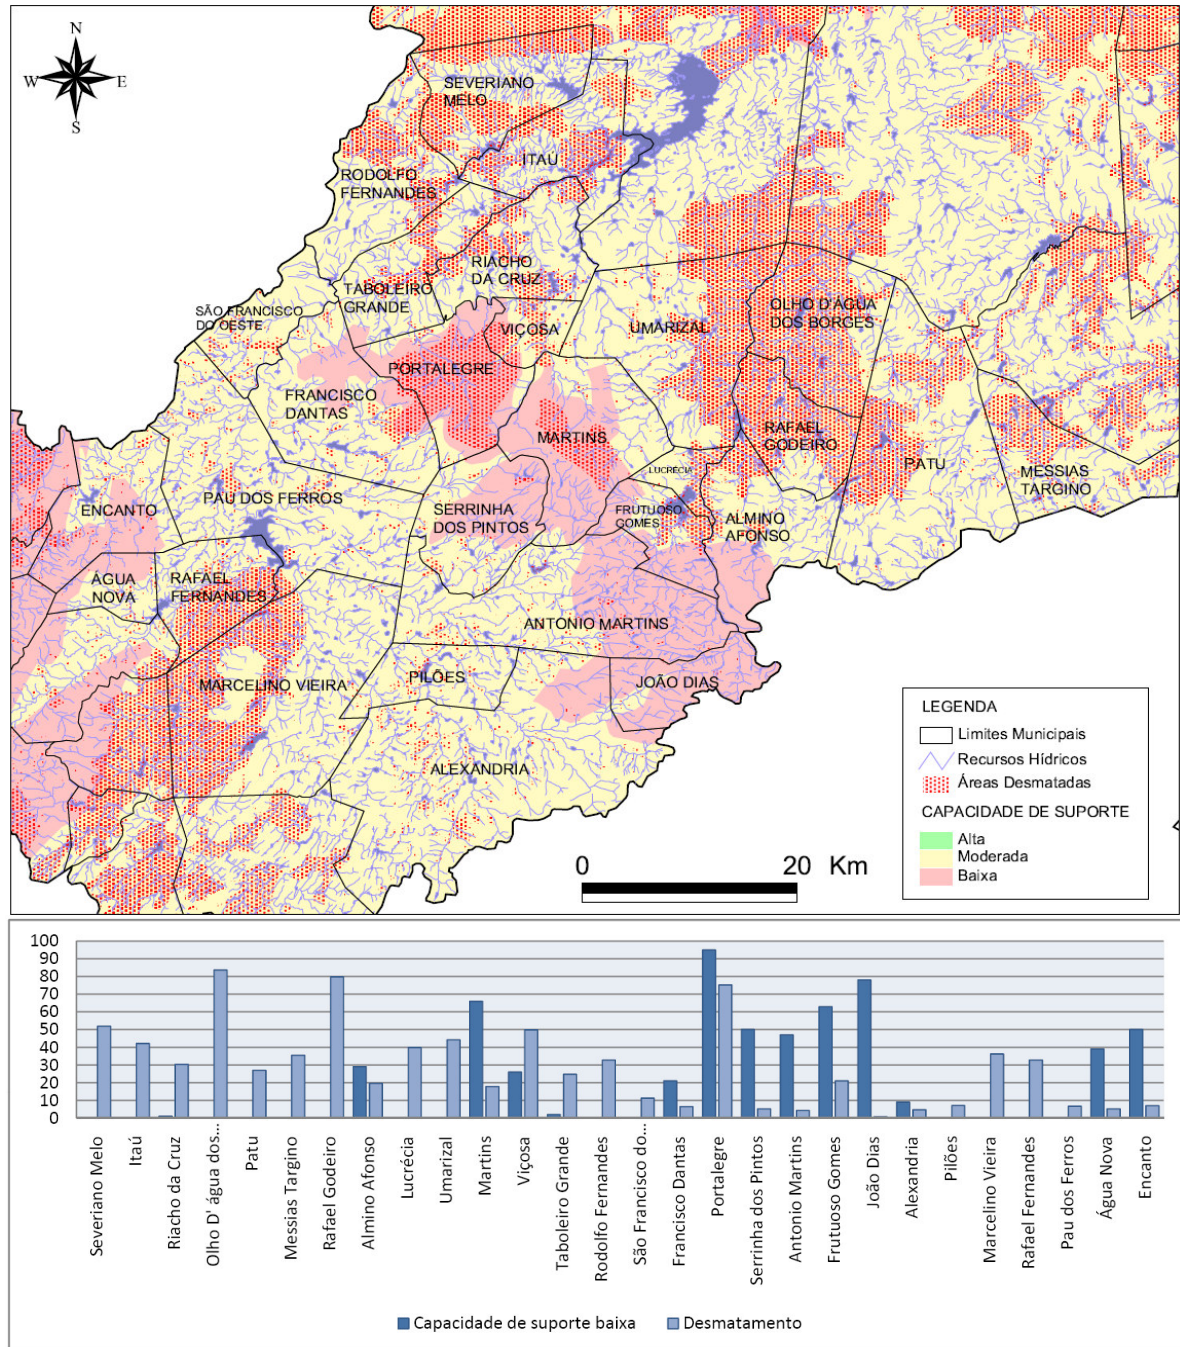 N
W
E
S
SEVERIANO
MELO
ITAU
RODOLFO
FERNANDES
RIACHO
DA CRUZ
TABOLEIRO
GRANDE
SÃO FRANCISCO
DO OESTE
VIÇOSA
UMARIZAL
OLHO D'ÁGUA
DOS BORGES
PORTALEGRE
FRANCISCO
DANTAS
MARTINS
RAFAEL
GODEIRO
LUCRÉCIA
PATU
MESSIAS
TARGINO
PAU DOS FERROS
ENCANTO
SERRINHA
DOS PINTOS
FRUTUOSO
GOMES
ALMINO
AFONSO
ÁGUA
NOVA
RAFAEL
FERNANDES
ANTONIO MARTINS
MARCELINO VIEIRA
PILÕES
JOÃO DIAS
ALEXANDRIA
LEGENDA
Limites Municipais
Recursos Hídricos
Áreas Desmatadas
CAPACIDADE DE SUPORTE
Alta
Moderada
Baixa
0 20 Km
100
90
80
70
60
50
40
30
20
10
0
Severiano Melo
Itaú
Riacho da Cruz
Olho D' água dos...
Patu
Messias Targino
Rafael Godeiro
Almino Afonso
Lucrécia
Umarizal
Martins
Viçosa
Taboleiro Grande
Rodolfo Fernandes
São Francisco do...
Francisco Dantas
Portalegre
Serrinha dos Pintos
Antonio Martins
Frutuoso Gomes
João Dias
Alexandria
Pilões
Marcelino Vieira
Rafael Fernandes
Pau dos Ferros
Água Nova
Encanto
Capacidade de suporte baixa
Desmatamento